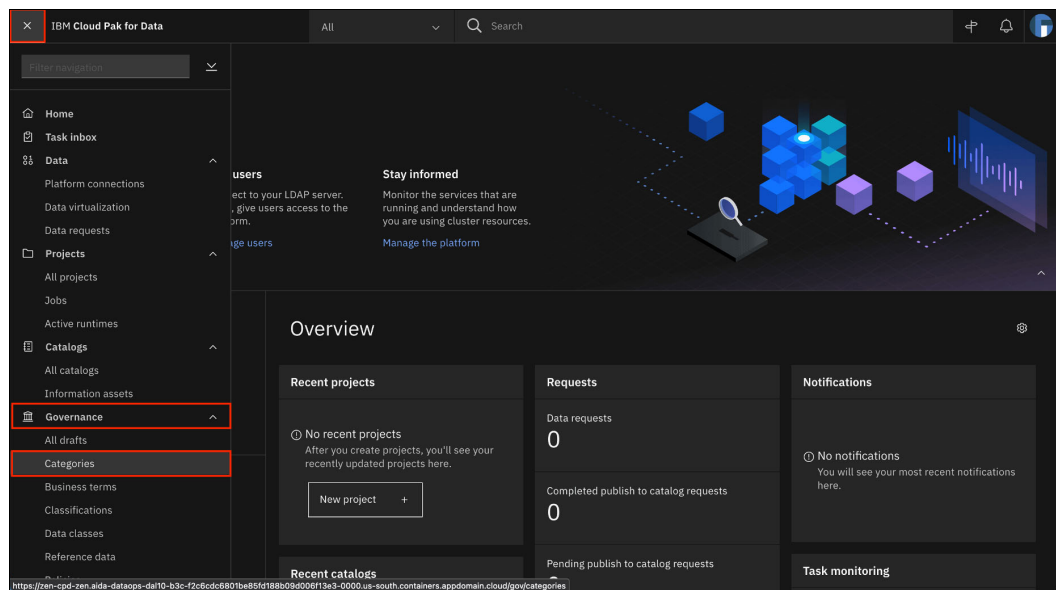 IBM Cloud Pak for Data
All
Search
Filter navigation
Home
Task inbox
Data
Platform connections
Data virtualization
Data requests
Projects
All projects
Jobs
Active runtimes
Catalogs
All catalogs
Information assets
Governance
All drafts
Categories
Business terms
Classifications
Data classes
Reference data
users
ect to your LDAP server.
, give users access to the
orm.
age users
Stay informed
Monitor the services that are
running and understand how
you are using cluster resources.
Manage the platform
Overview
Recent projects
No recent projects
After you create projects, you'll see your
recently updated projects here.
New project +
Recent catalogs
Requests
Data requests
0
Completed publish to catalog requests
0
Pending publish to catalog requests
Notifications
No notifications
You will see your most recent notifications
here.
Task monitoring
https://zen-cpd-zen.aida-dataops-dal10-b3c-f2c6cdc6801be85fd188b09d006f13e3-0000.us-south.containers.appdomain.cloud/gov/categories